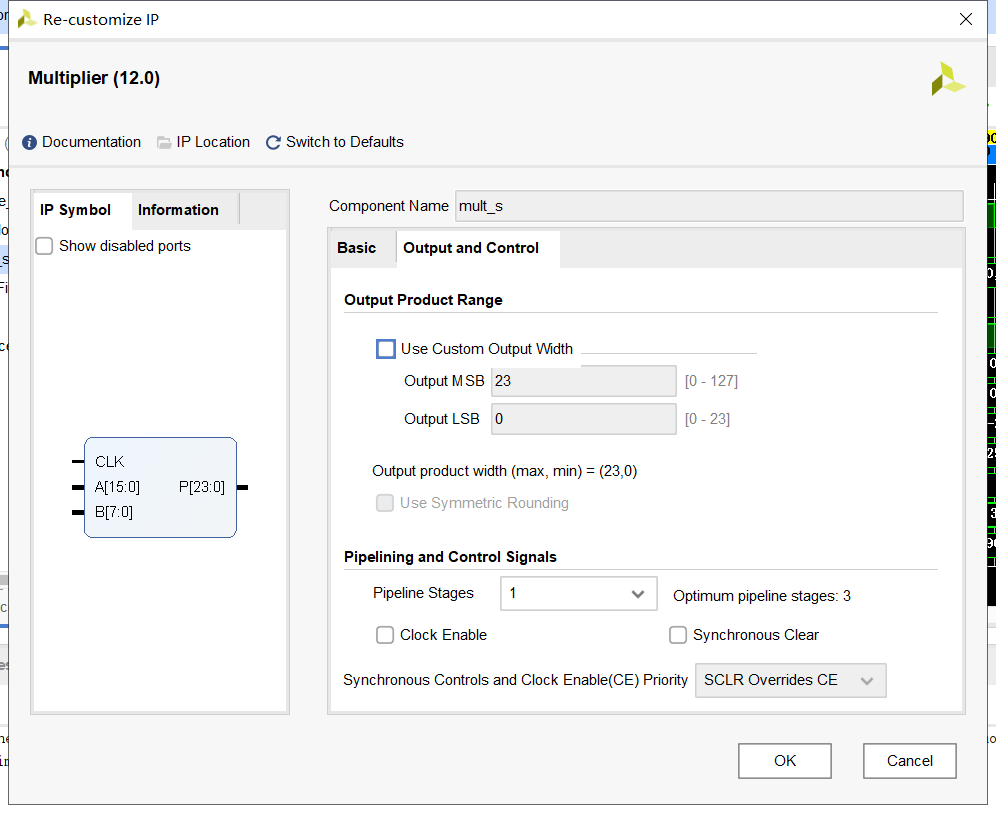 Re-customize IP
Multiplier (12.0)
Documentation IP Location Switch to Defaults
IP Symbol Information
Show disabled ports
CLK
A[15:0] P[23:0]
B[7:0]
Component Name mult_s
Basic Output and Control
Output Product Range
Use Custom Output Width
Output MSB 23 [0 - 127]
Output LSB 0 [0 - 23]
Output product width (max, min) = (23,0)
Use Symmetric Rounding
Pipelining and Control Signals
Pipeline Stages 1 Optimum pipeline stages: 3
Clock Enable Synchronous Clear
Synchronous Controls and Clock Enable(CE) Priority SCLR Overrides CE
OK Cancel